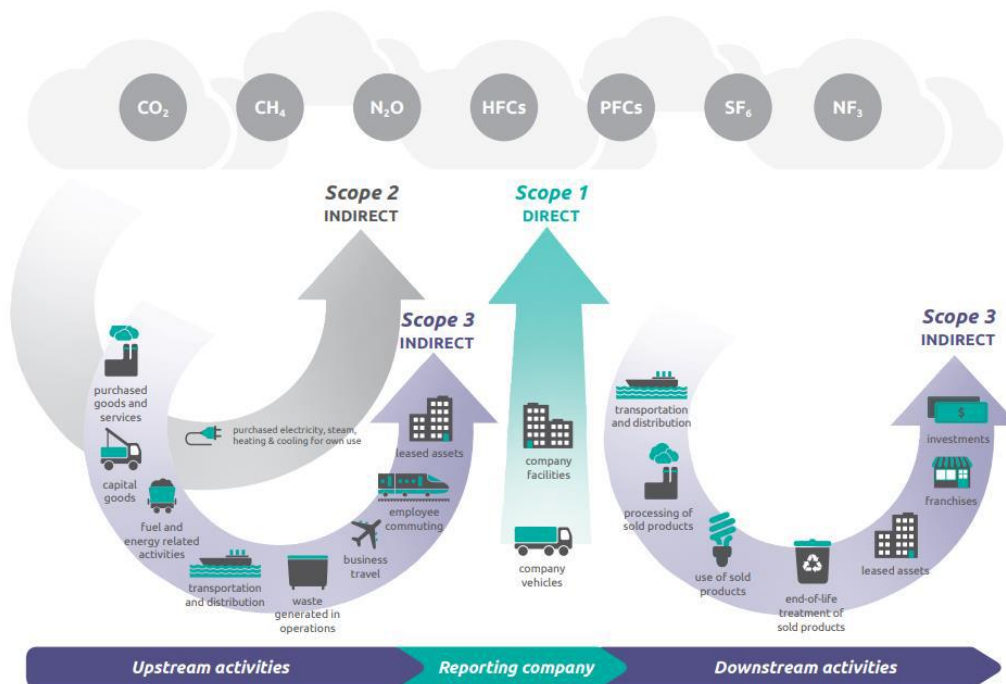 CO₂
CH₄
N₂O
HFCs
PFCs
SF₆
NF₃
Scope 2
INDIRECT
Scope 1
DIRECT
Scope 3
INDIRECT
Scope 3
INDIRECT
purchased
goods and
services
capital
goods
fuel and
energy related
activities
purchased electricity, steam,
heating & cooling for own use
transportation
and distribution
waste
generated in
operations
business
travel
employee
commuting
leased assets
company
facilities
company
vehicles
transportation
and distribution
processing of
sold products
use of sold
products
end-of-life
treatment of
sold products
leased assets
franchises
$
investments
Upstream activities
Reporting company
Downstream activities